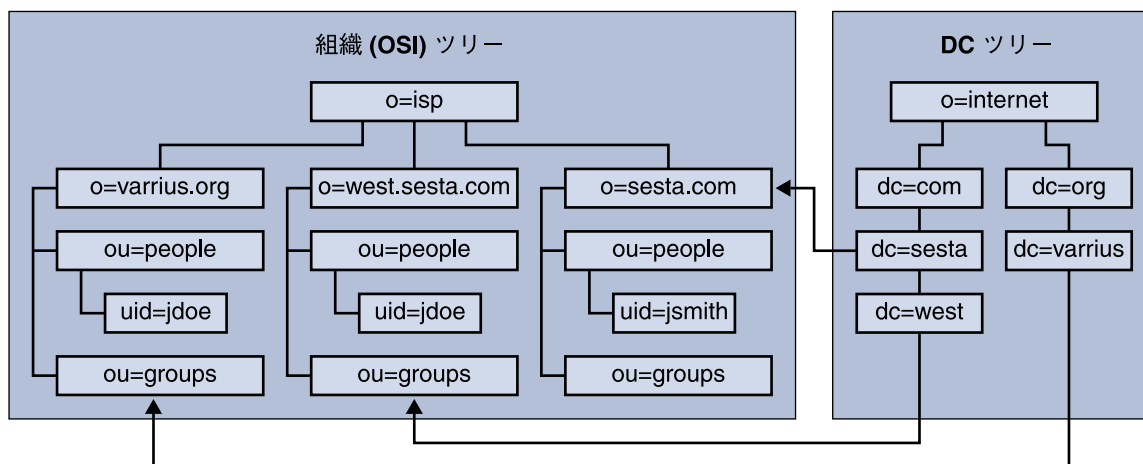 組織 (OSI) ツリー
o=isp
o=varrius.org
o=west.sesta.com
o=sesta.com
ou=people
ou=people
ou=people
uid=jdoe
uid=jdoe
uid=jsmith
ou=groups
ou=groups
ou=groups
DC ツリー
o=internet
dc=com
dc=org
dc=sesta
dc=varrius
dc=west